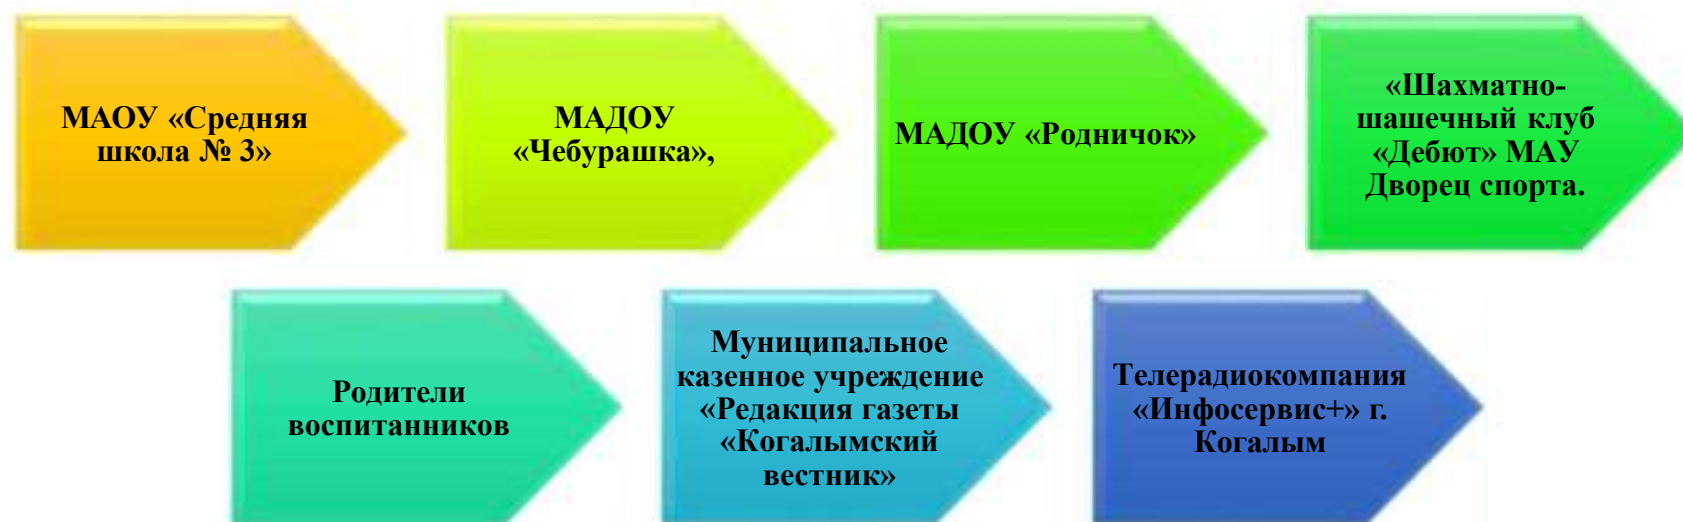 МАОУ «Средняя
школа № 3»
МАДОУ
«Чебурашка»,
МАДОУ «Родничок»
«Шахматно-
шашечный клуб
«Дебют» МАУ
Дворец спорта.
Родители
воспитанников
Муниципальное
казенное учреждение
«Редакция газеты
«Когалымский
вестник»
Телерадиокомпания
«Инфосервис+» г.
Когалым